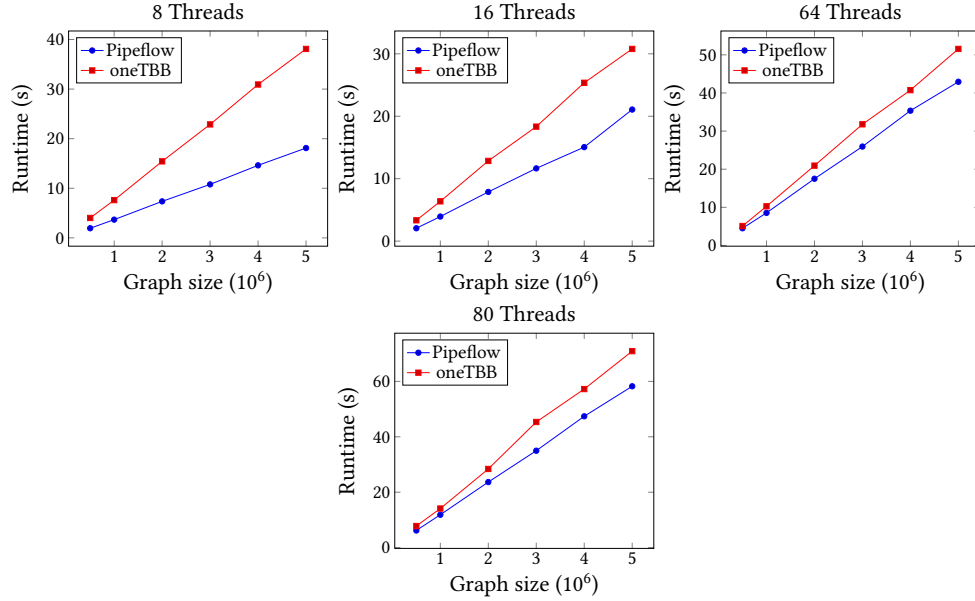 8 Threads
Runtime (s)
40
30
20
10
0
Pipeflow
oneTBB
1 2 3 4 5
Graph size (10⁶)
16 Threads
Runtime (s)
30
20
10
0
Pipeflow
oneTBB
1 2 3 4 5
Graph size (10⁶)
64 Threads
Runtime (s)
50
40
30
20
10
0
Pipeflow
oneTBB
1 2 3 4 5
Graph size (10⁶)
80 Threads
Runtime (s)
60
40
20
0
Pipeflow
oneTBB
1 2 3 4 5
Graph size (10⁶)